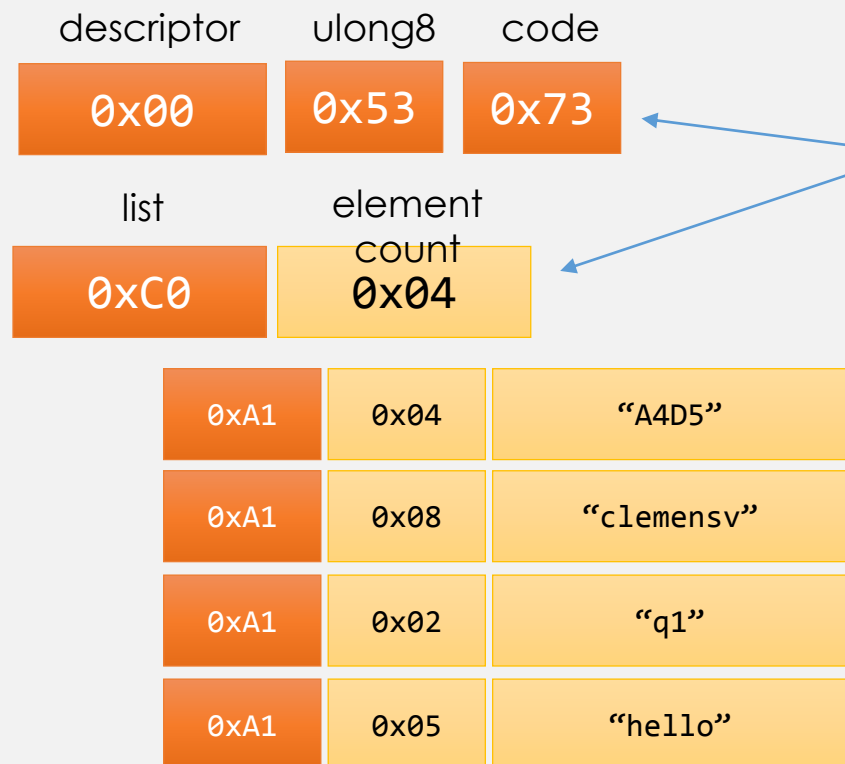 descriptor ulong8 code
0x00 0x53 0x73
list element
count
0xC0 0x04
0xA1 0x04 “A4D5”
0xA1 0x08 “clemensv”
0xA1 0x02 “q1”
0xA1 0x05 “hello”